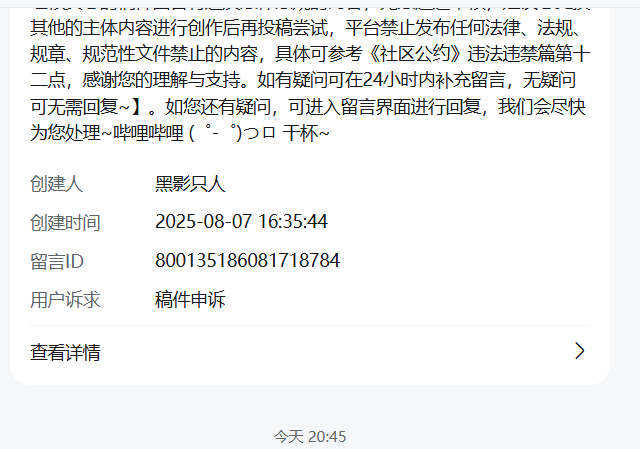 其他的主体内容进行创作后再投稿尝试，平台禁止发布任何法律、法规、
规章、规范性文件禁止的内容，具体可参考《社区公约》违法违禁篇第十
二点，感谢您的理解与支持。如有疑问可在24小时内补充留言，无疑问
可无需回复~】。如您还有疑问，可进入留言界面进行回复，我们会尽快
为您处理~哔哩哔哩 (゜-゜)つロ 干杯~
创建人 黑影只人
创建时间 2025-08-07 16:35:44
留言ID 800135186081718784
用户诉求 稿件申诉
查看详情
今天 20:45